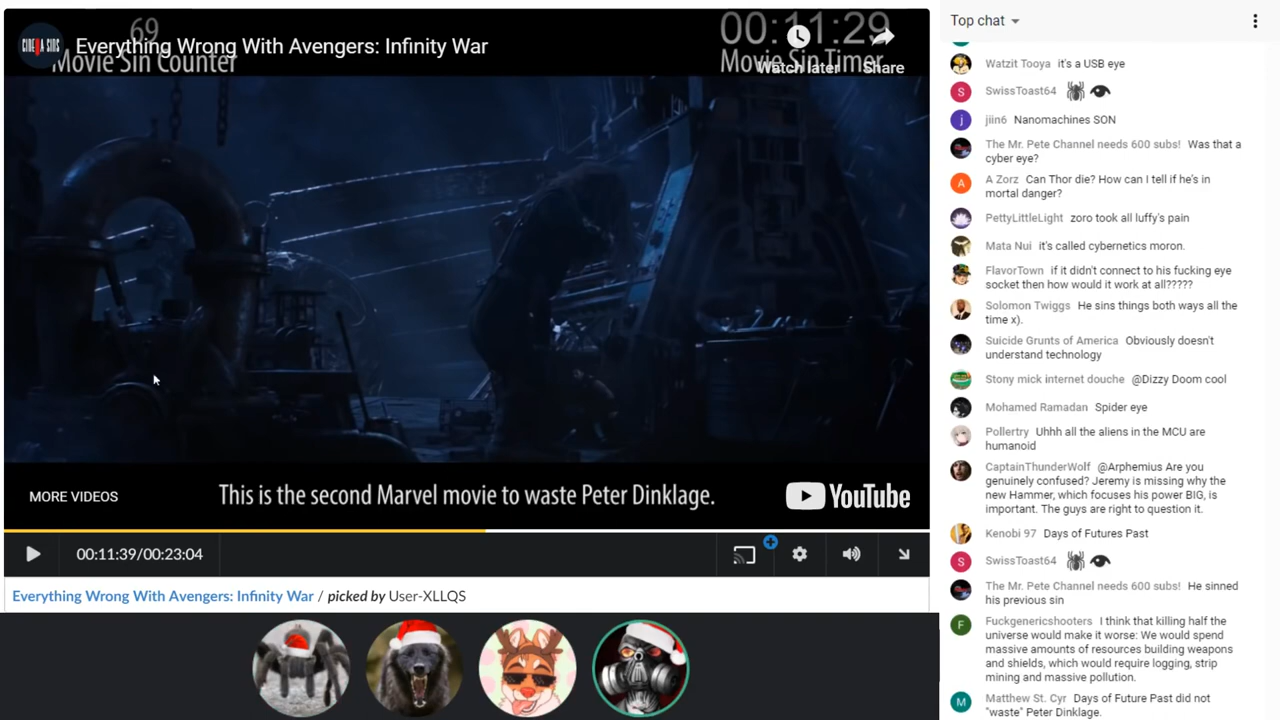 69
Movie Sin Counter
CINEMA SINS
Everything Wrong With Avengers: Infinity War
00:11:29
Movie Sin Timer
Watch later
Share
MORE VIDEOS
This is the second Marvel movie to waste Peter Dinklage.
YouTube
00:11:39/00:23:04
Everything Wrong With Avengers: Infinity War / picked by User-XLLQS
Top chat
Watzit Tooya it's a USB eye
S SwissToast64
j jiin6 Nanomachines SON
The Mr. Pete Channel needs 600 subs! Was that a
cyber eye?
A A Zorz Can Thor die? How can I tell if he's in
mortal danger?
PettyLittleLight zoro took all luffy's pain
Mata Nui it's called cybernetics moron.
FlavorTown if it didn't connect to his fucking eye
socket then how would it work at all?????
Solomon Twiggs He sins things both ways all the
time x).
Suicide Grunts of America Obviously doesn't
understand technology
Stony mick internet douche @Dizzy Doom cool
Mohamed Ramadan Spider eye
Pollertry Uhhh all the aliens in the MCU are
humanoid
CaptainThunderWolf @Arphemius Are you
genuinely confused? Jeremy is missing why the
new Hammer, which focuses his power BIG, is
important. The guys are right to question it.
Kenobi 97 Days of Futures Past
S SwissToast64
The Mr. Pete Channel needs 600 subs! He sinned
his previous sin
F Fuckgenericshooters I think that killing half the
universe would make it worse: We would spend
massive amounts of resources building weapons
and shields, which would require logging, strip
mining and massive pollution.
M Matthew St. Cyr Days of Future Past did not
"waste" Peter Dinklage.